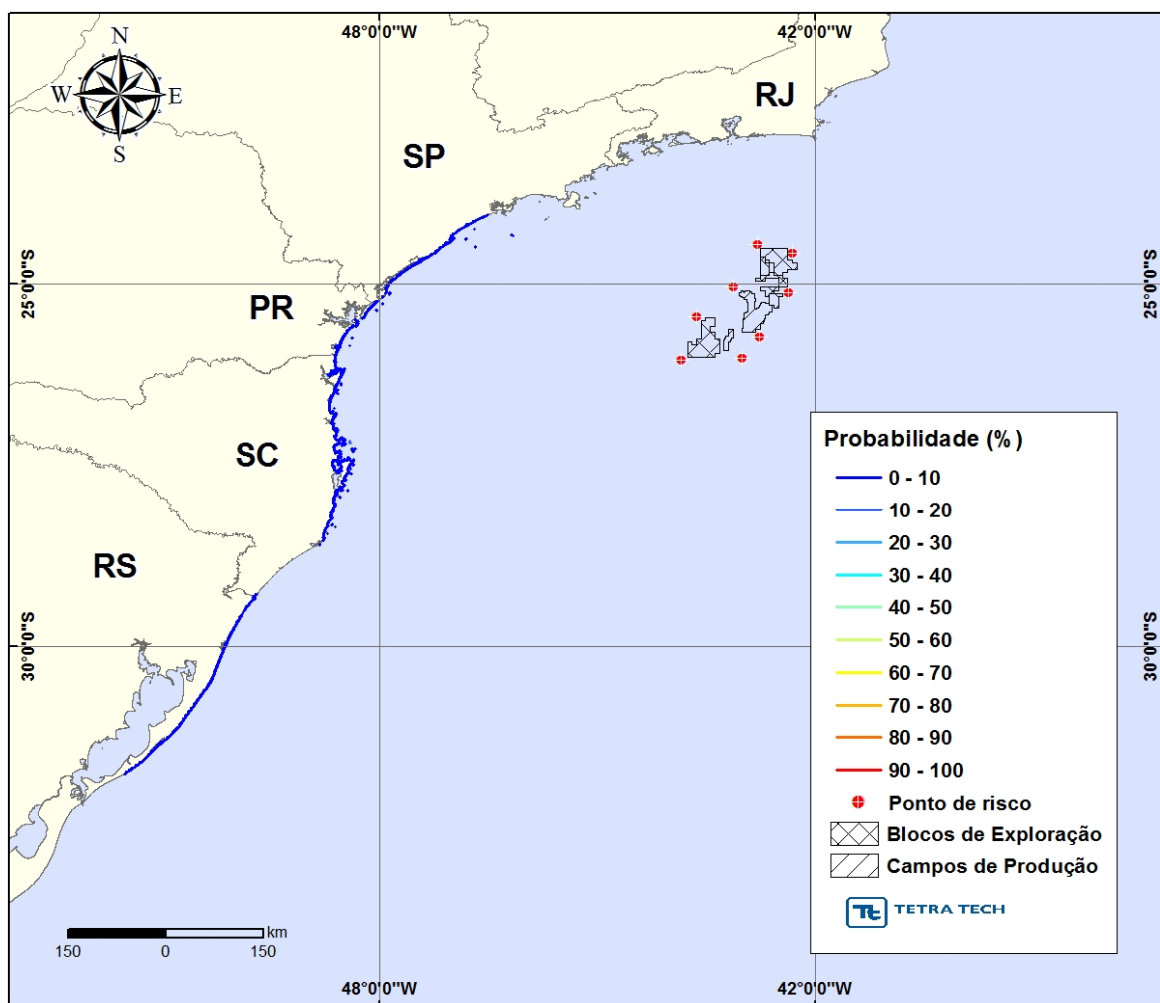 48°0'0"W 42°0'0"W
N
W E
S
RJ
SP
25°0'0"S 25°0'0"S
PR
SC
RS
30°0'0"S 30°0'0"S
Probabilidade (%)
0 - 10
10 - 20
20 - 30
30 - 40
40 - 50
50 - 60
60 - 70
70 - 80
80 - 90
90 - 100
Ponto de risco
Blocos de Exploração
Campos de Produção
Tt TETRA TECH
km
150 0 150
48°0'0"W 42°0'0"W